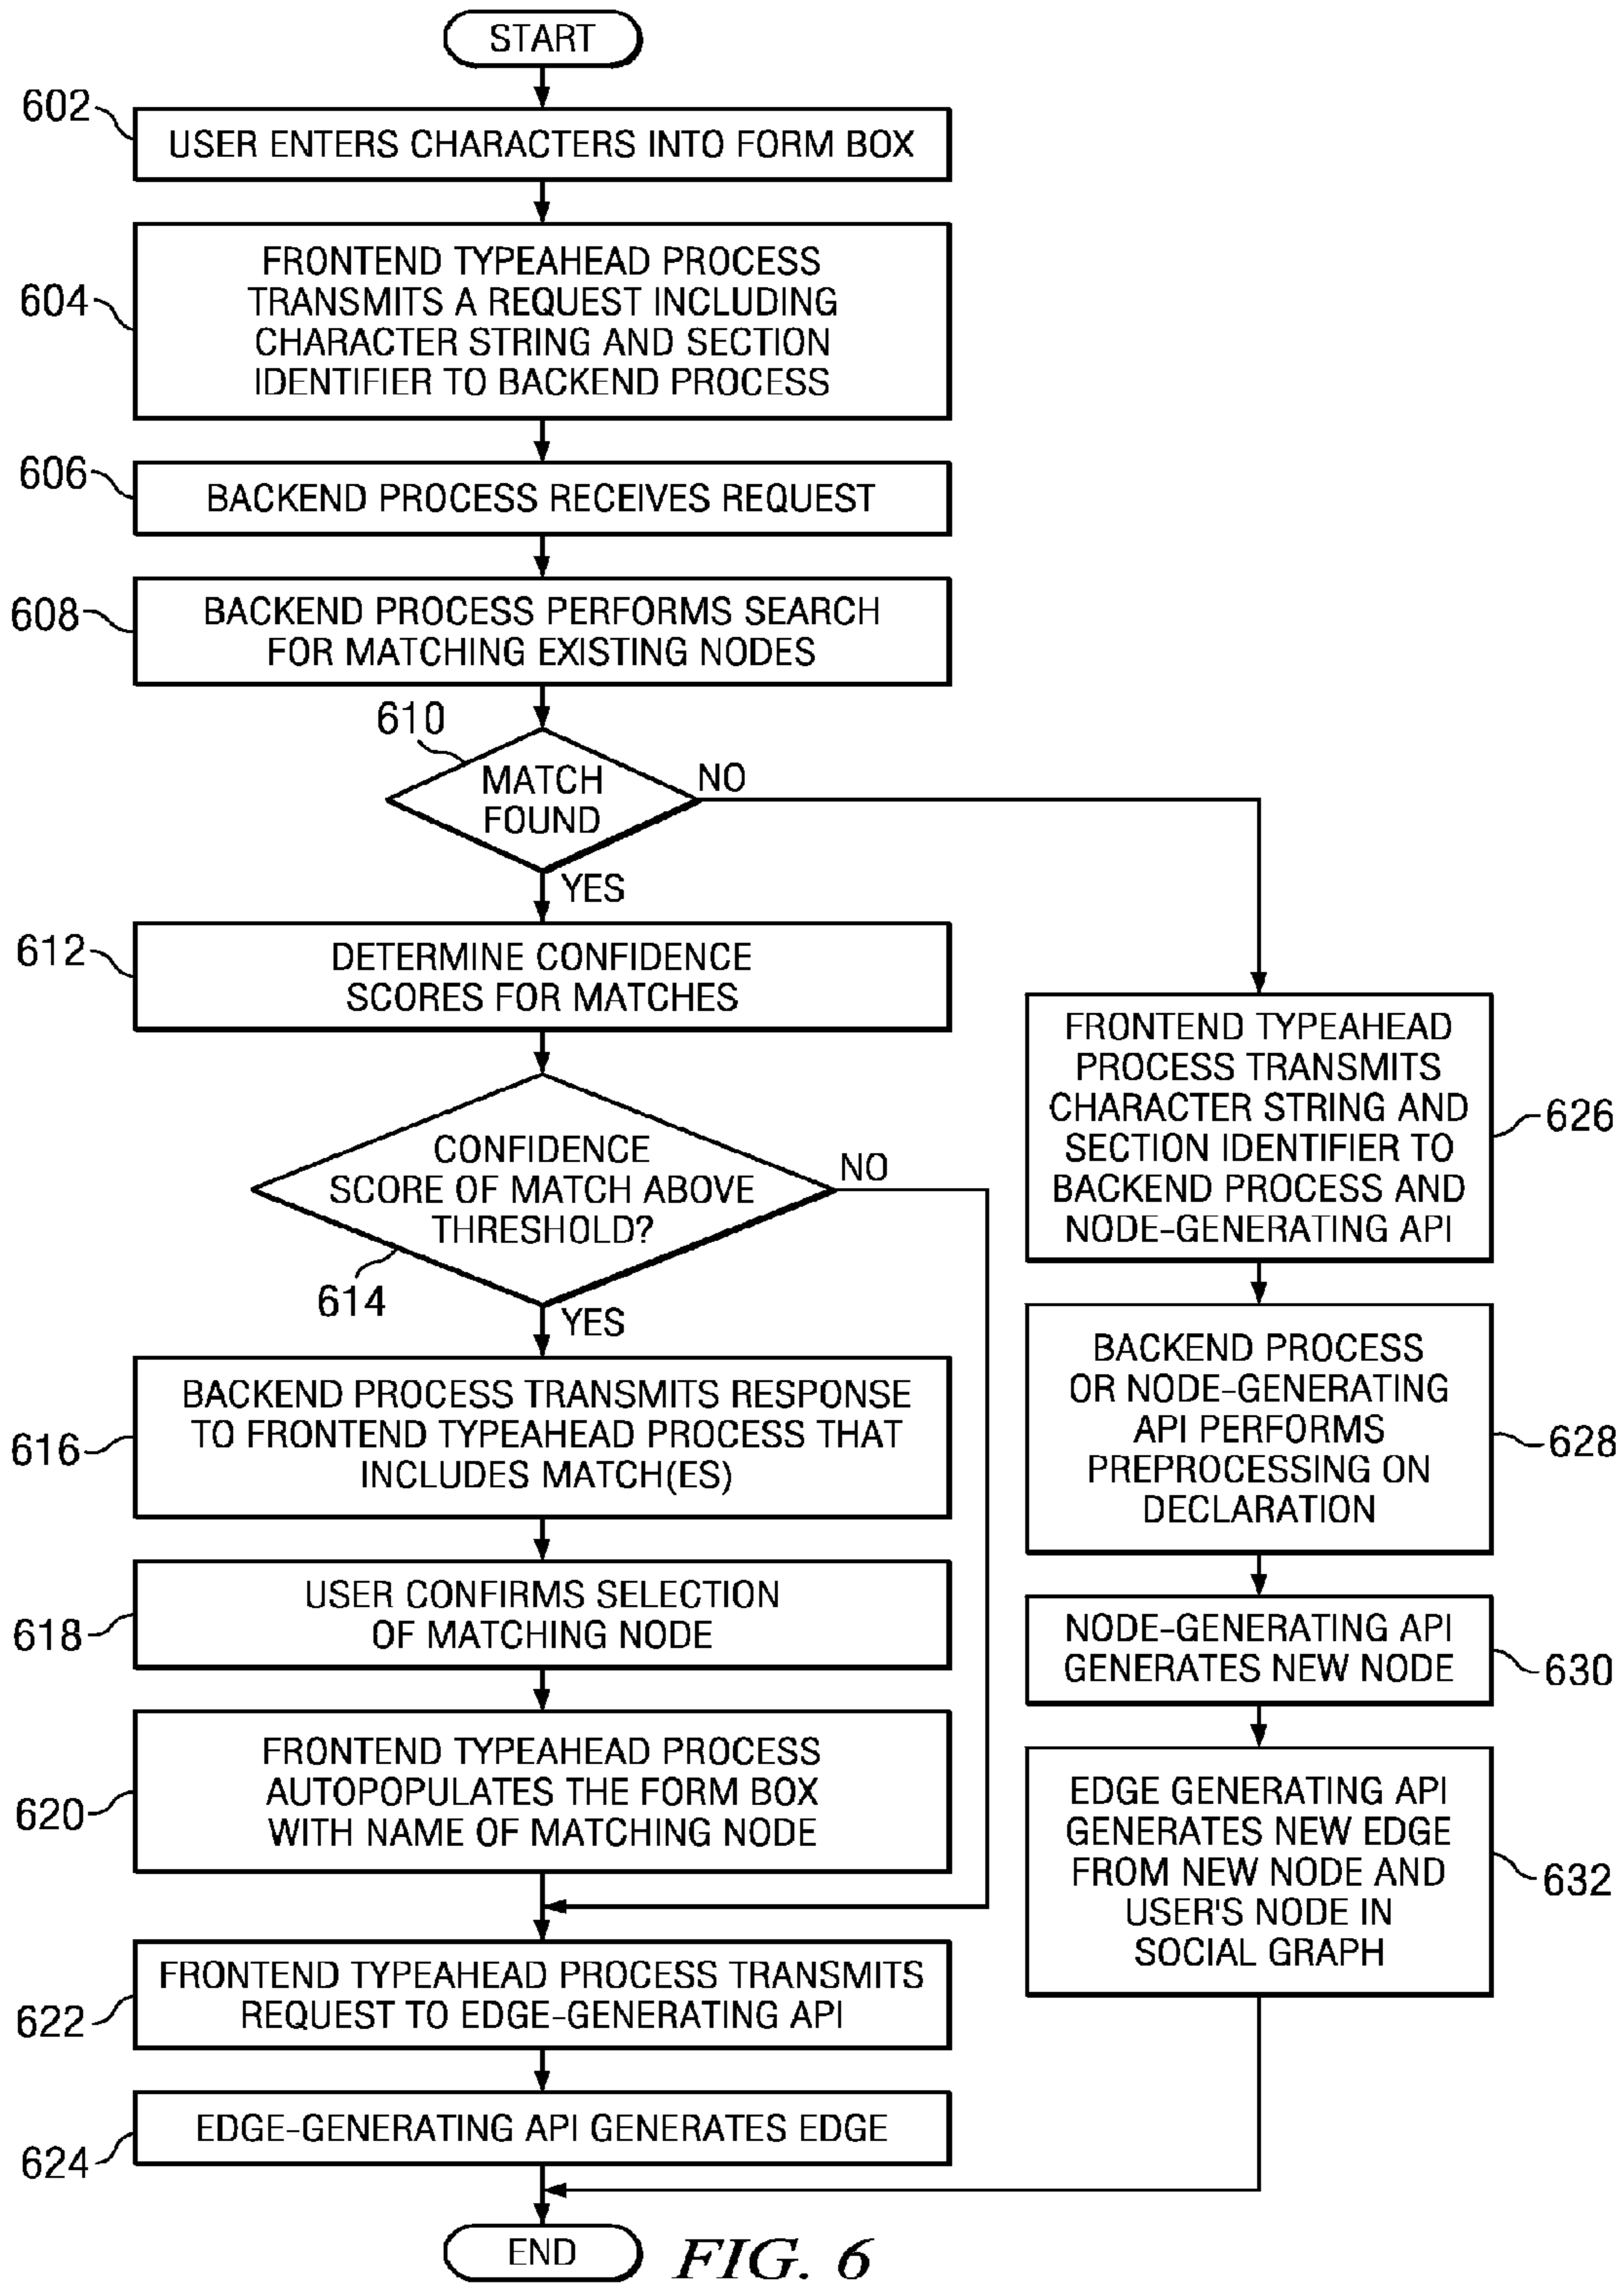 START
602
USER ENTERS CHARACTERS INTO FORM BOX
604
FRONTEND TYPEAHEAD PROCESS
TRANSMITS A REQUEST INCLUDING
CHARACTER STRING AND SECTION
IDENTIFIER TO BACKEND PROCESS
606
BACKEND PROCESS RECEIVES REQUEST
608
BACKEND PROCESS PERFORMS SEARCH
FOR MATCHING EXISTING NODES
610
MATCH
FOUND
NO
YES
612
DETERMINE CONFIDENCE
SCORES FOR MATCHES
CONFIDENCE
SCORE OF MATCH ABOVE
THRESHOLD?
NO
614
YES
616
BACKEND PROCESS TRANSMITS RESPONSE
TO FRONTEND TYPEAHEAD PROCESS THAT
INCLUDES MATCH(ES)
618
USER CONFIRMS SELECTION
OF MATCHING NODE
620
FRONTEND TYPEAHEAD PROCESS
AUTOPOPULATES THE FORM BOX
WITH NAME OF MATCHING NODE
622
FRONTEND TYPEAHEAD PROCESS TRANSMITS
REQUEST TO EDGE-GENERATING API
624
EDGE-GENERATING API GENERATES EDGE
FRONTEND TYPEAHEAD
PROCESS TRANSMITS
CHARACTER STRING AND
SECTION IDENTIFIER TO
BACKEND PROCESS AND
NODE-GENERATING API
626
BACKEND PROCESS
OR NODE-GENERATING
API PERFORMS
PREPROCESSING ON
DECLARATION
628
NODE-GENERATING API
GENERATES NEW NODE
630
EDGE GENERATING API
GENERATES NEW EDGE
FROM NEW NODE AND
USER'S NODE IN
SOCIAL GRAPH
632
END
FIG. 6